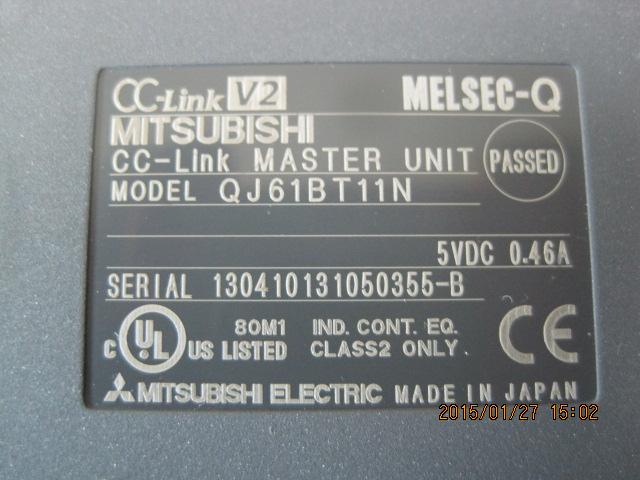 CC-Link V2 MELSEC-Q
MITSUBISHI
CC-Link MASTER UNIT PASSED
MODEL QJ61BT11N
5VDC 0.46A
SERIAL 130410131050355-B
C UL US LISTED 80M1 IND. CONT. EQ.
CLASS2 ONLY. CE
MITSUBISHI ELECTRIC MADE IN JAPAN
2015/01/27 15:02